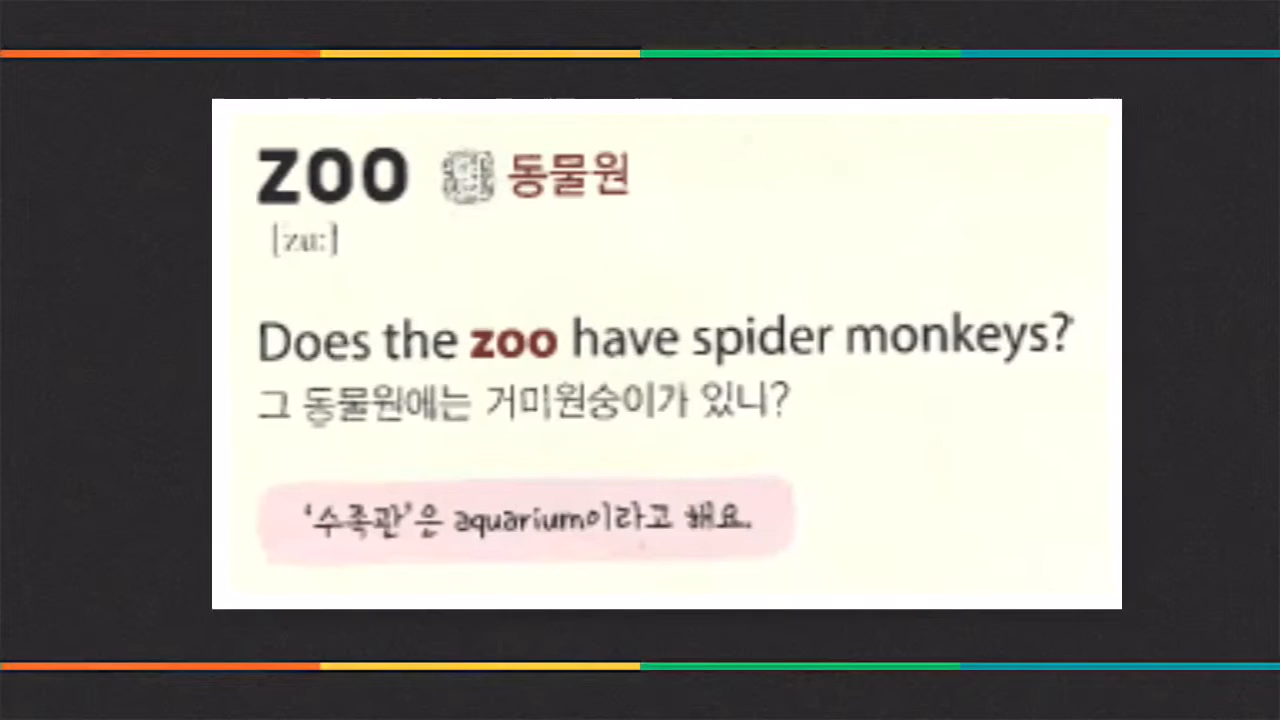 zoo 동물원
[zu:]
Does the zoo have spider monkeys?
그 동물원에는 거미원숭이가 있니?
'수족관'은 aquarium이라고 해요.